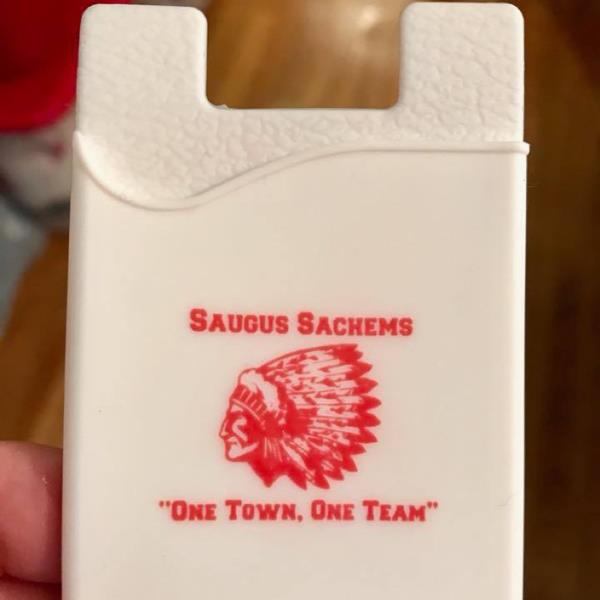 SAUGUS SACHEMS
"ONE TOWN, ONE TEAM"